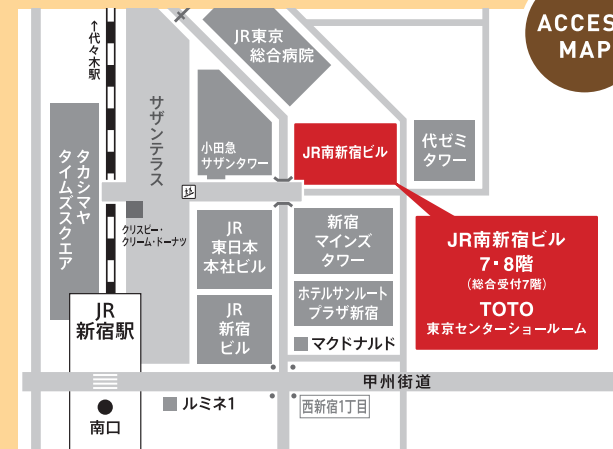 ACCES
MAP
↑代々木駅
JR東京
総合病院
サザンテラス
小田急
サザンタワー
JR南新宿ビル
代ゼミ
タワー
タカシマヤ
タイムズスクエア
クリスピー・
クリーム・ドーナツ
JR
東日本
本社ビル
新宿
マインズ
タワー
JR南新宿ビル
7・8階
(総合受付7階)
TOTO
東京センターショールーム
JR
新宿駅
JR
新宿
ビル
ホテルサンルート
プラザ新宿
マクドナルド
甲州街道
南口
ルミネ1
西新宿1丁目